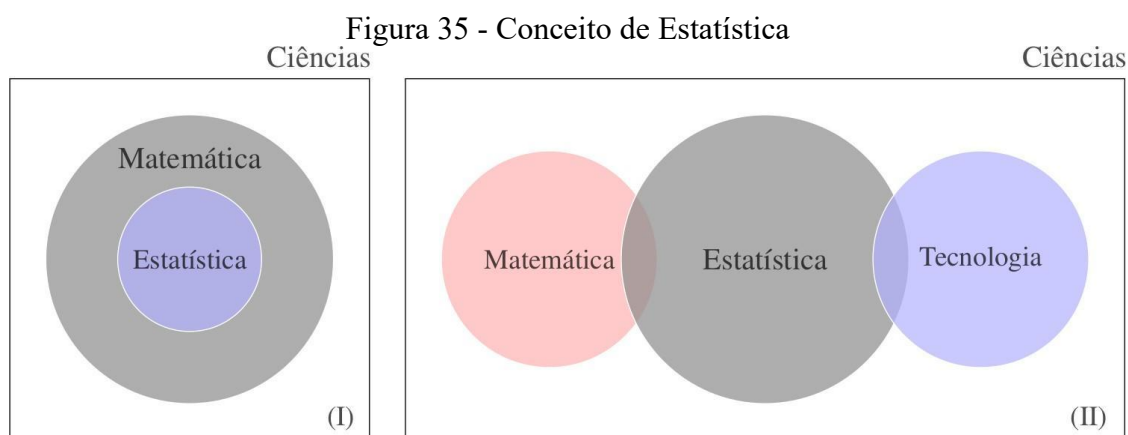 Figura 35 - Conceito de Estatística
Ciências
Matemática
Estatística
(I)
Ciências
Matemática
Estatística
Tecnologia
(II)